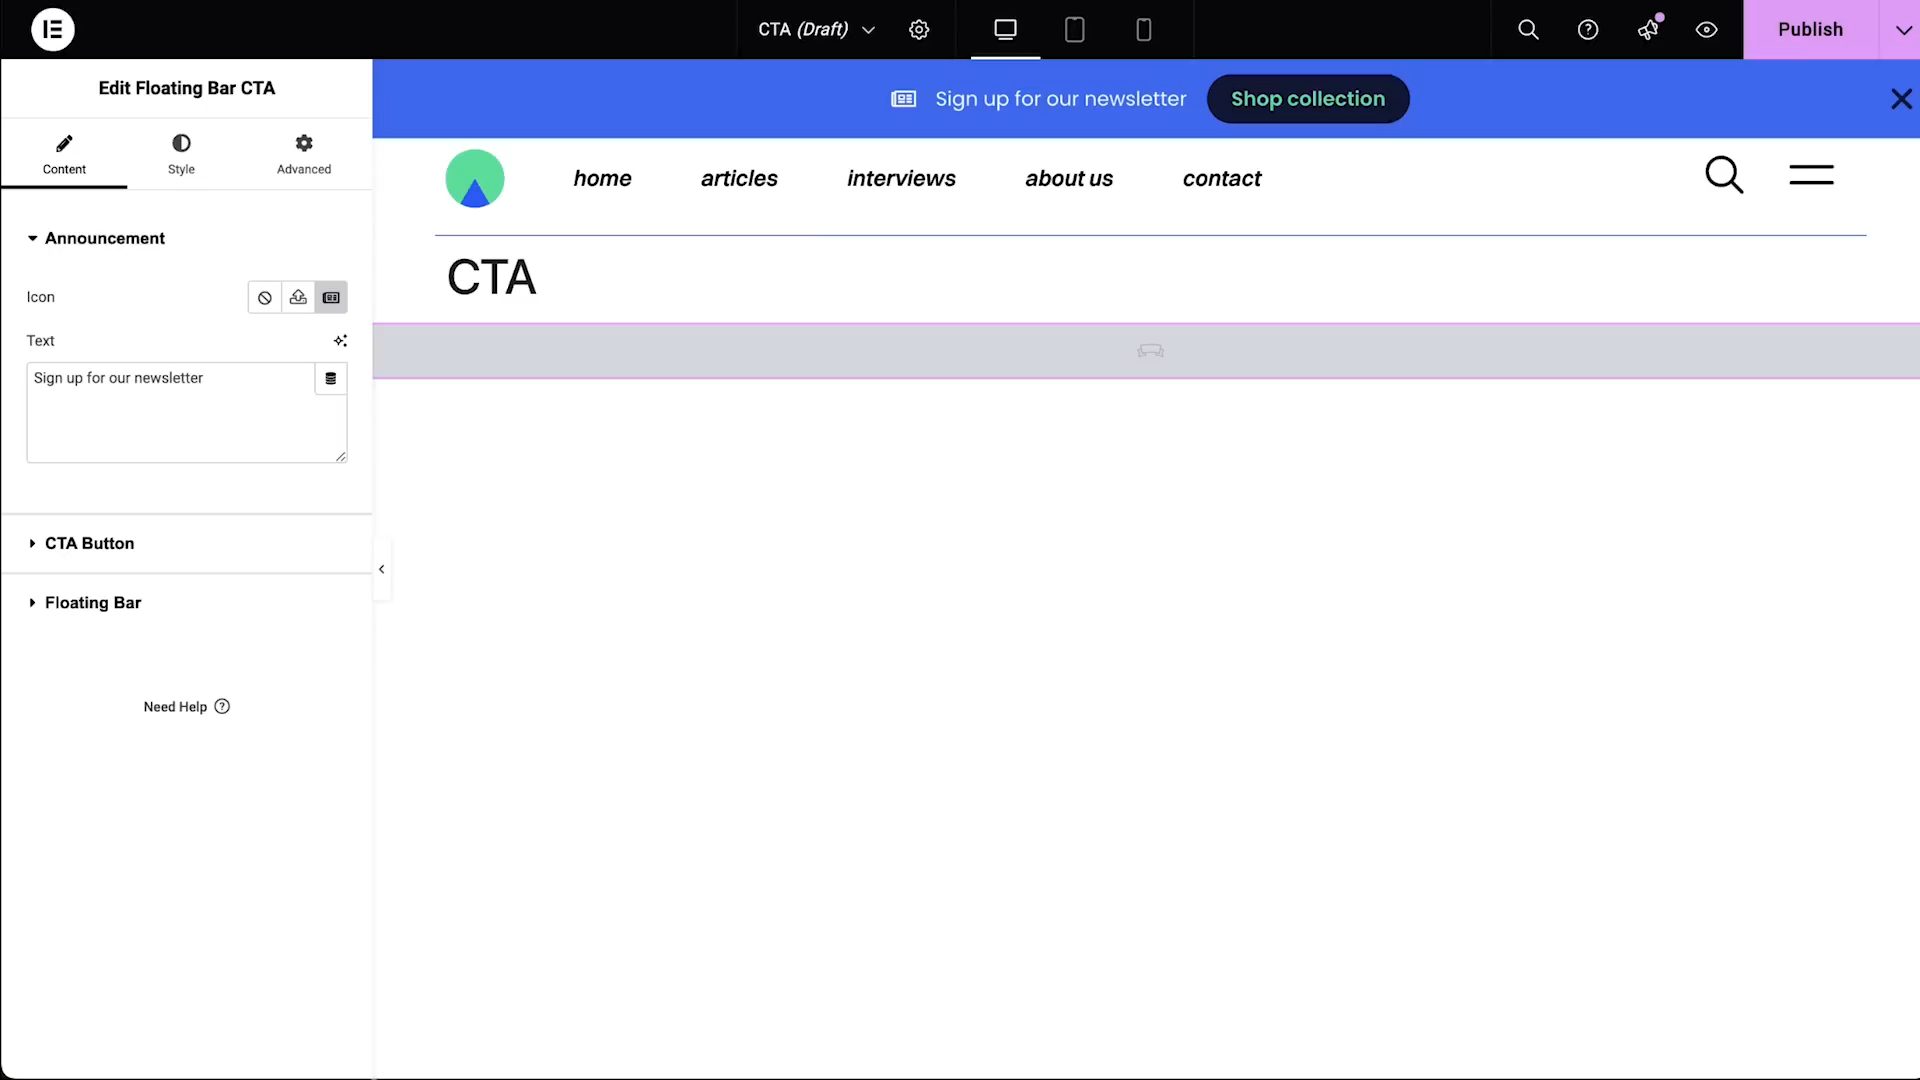 CTA (Draft)
Publish
Edit Floating Bar CTA
Content
Style
Advanced
Announcement
Icon
Text
Sign up for our newsletter
CTA Button
Floating Bar
Need Help
Sign up for our newsletter
Shop collection
home
articles
interviews
about us
contact
CTA